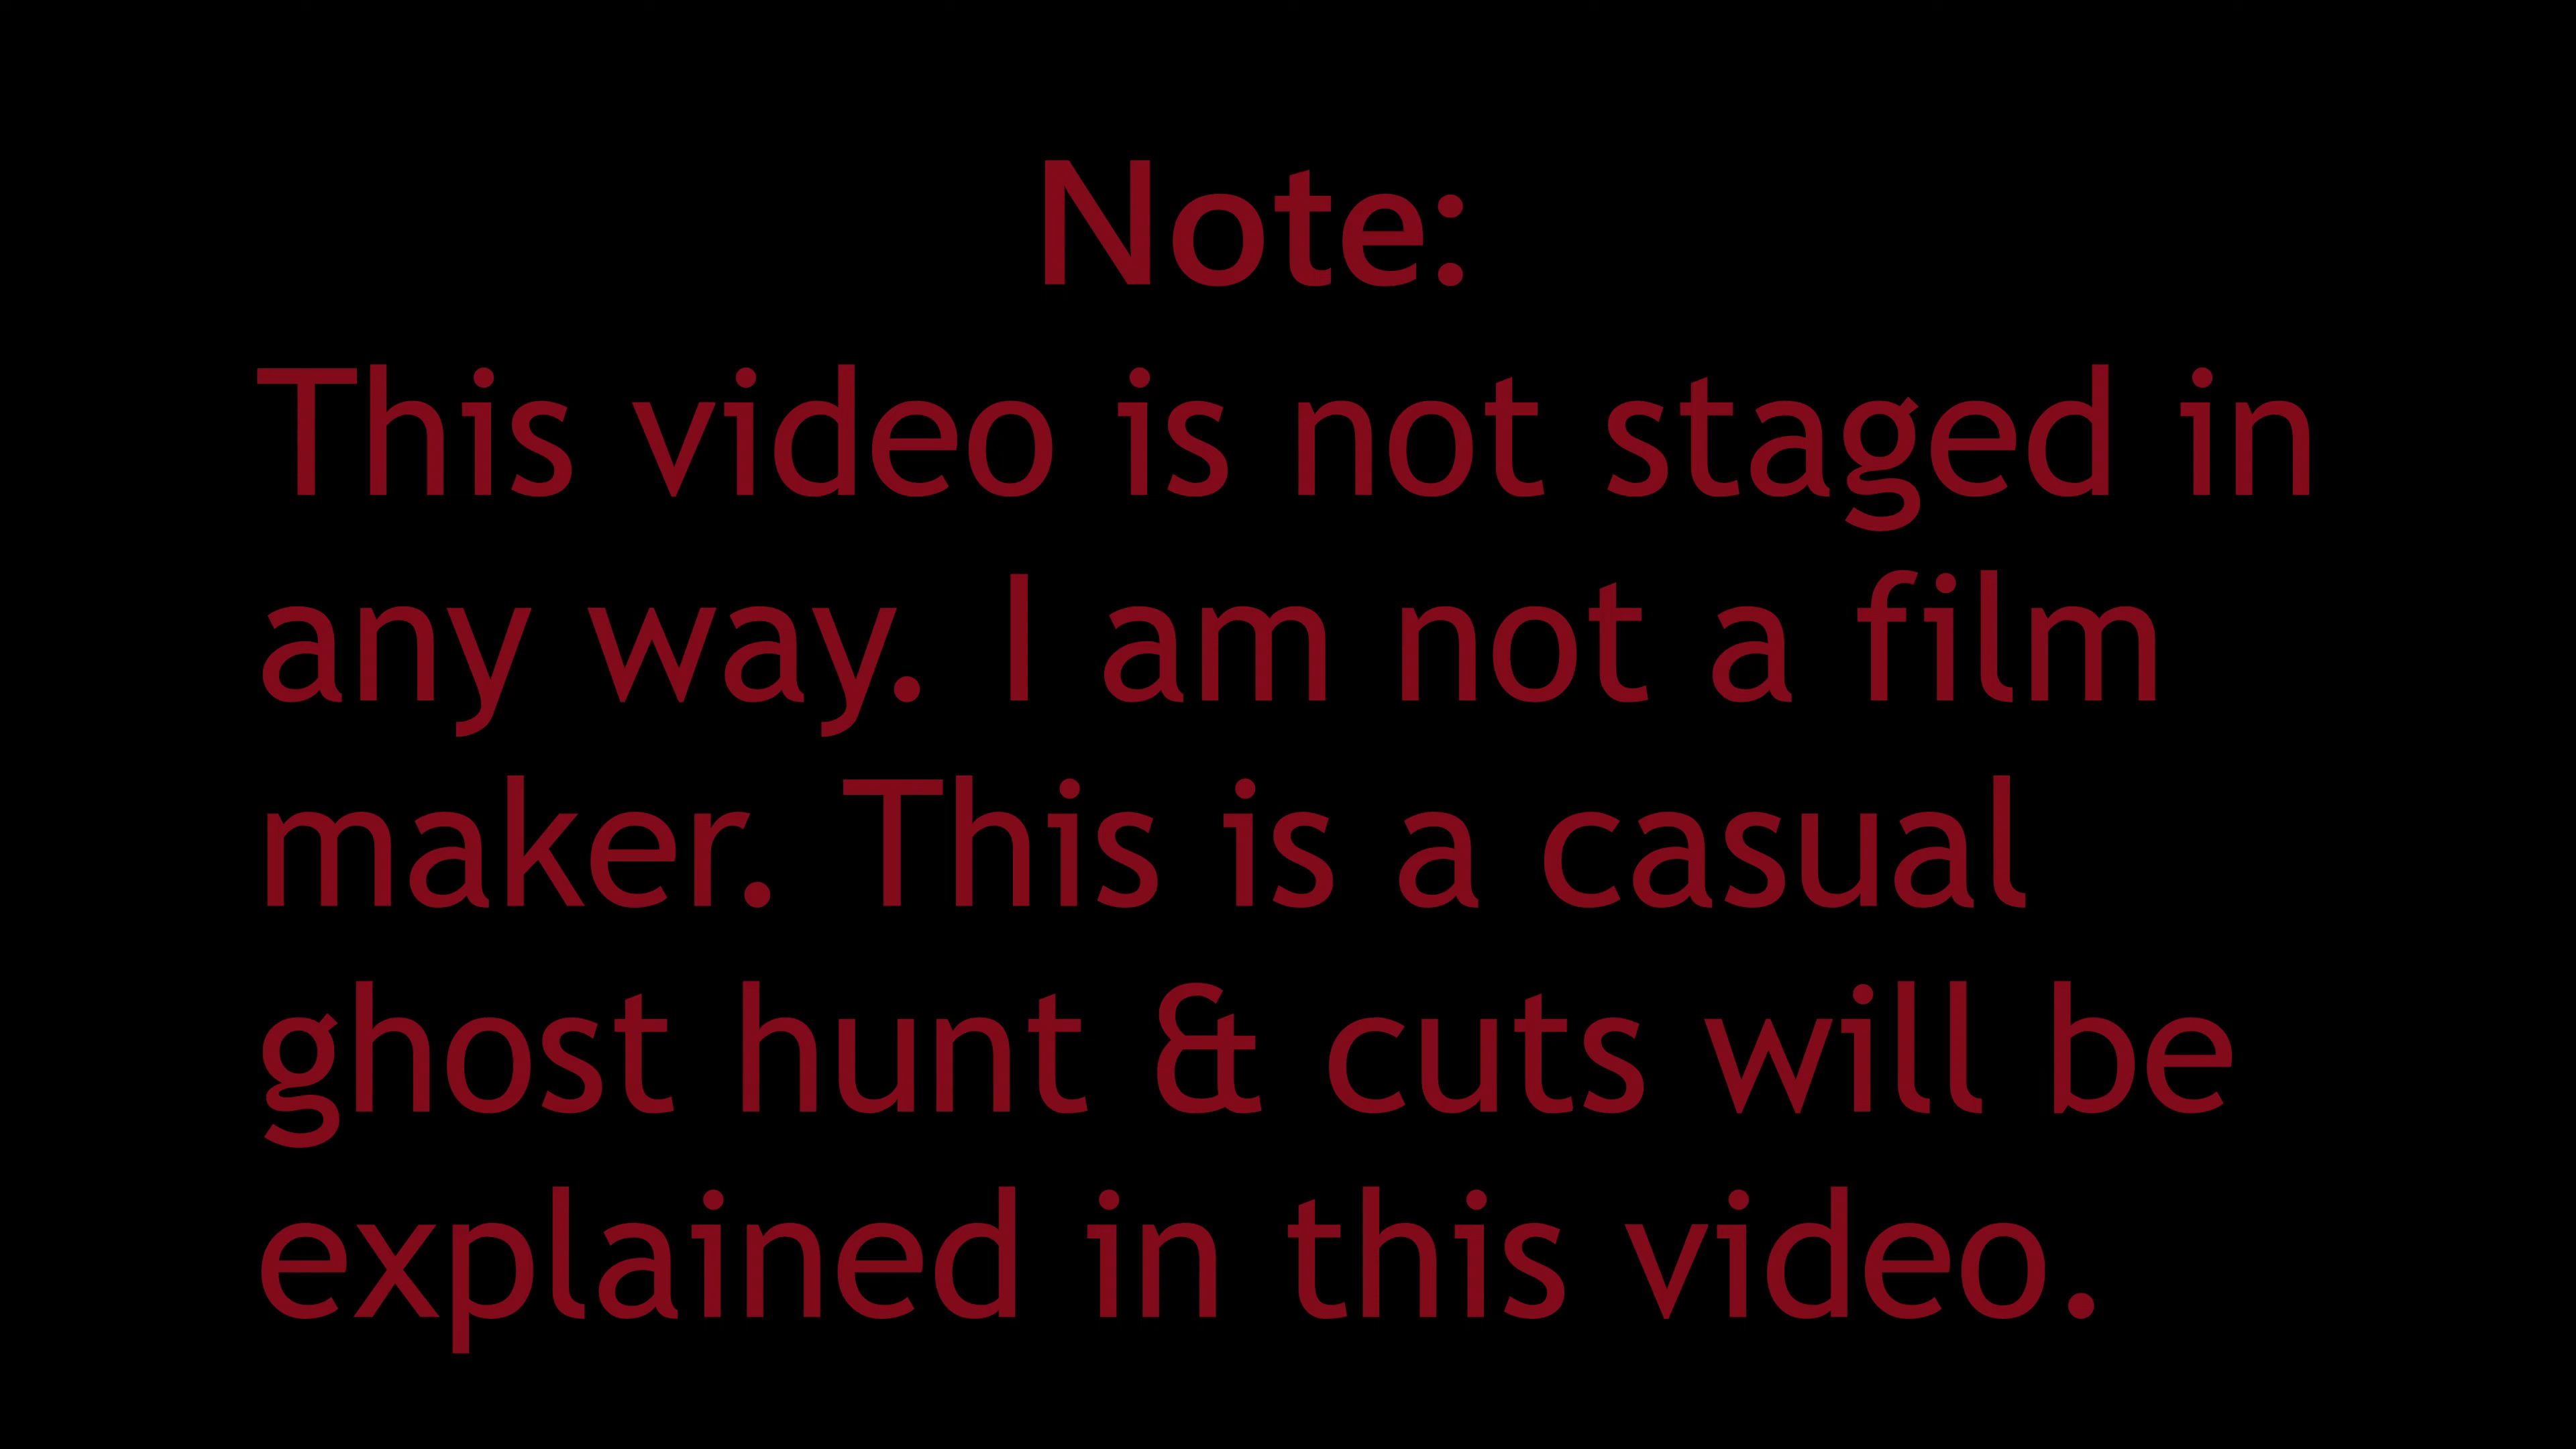 Note:
This video is not staged in
any way. I am not a film
maker. This is a casual
ghost hunt & cuts will be
explained in this video.